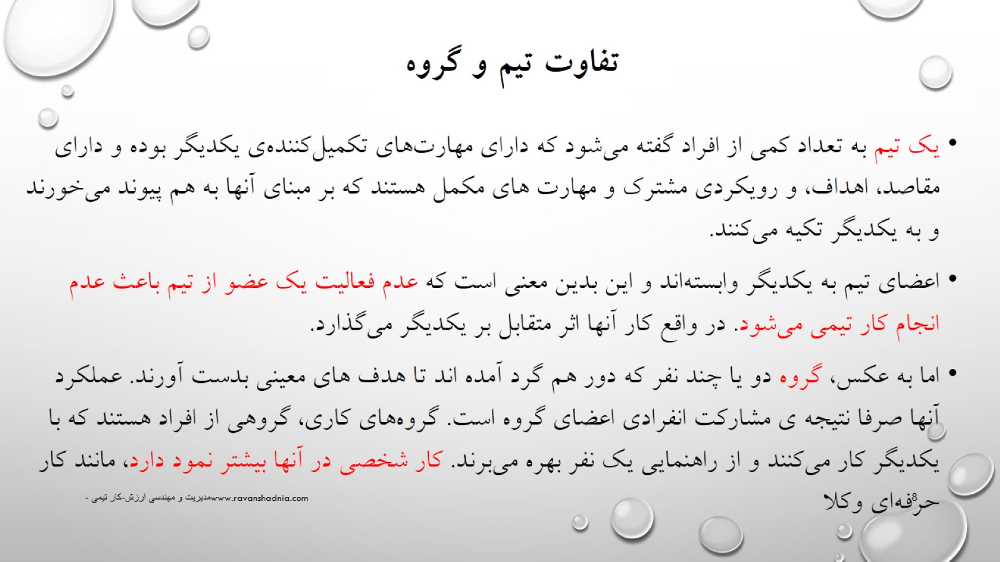 تفاوت تیم و گروه
• یک تیم به تعداد کمی از افراد گفته می‌شود که دارای مهارت‌های تکمیل‌کننده‌ی یکدیگر بوده و دارای
مقاصد، اهداف، و رویکردی مشترک و مهارت های مکمل هستند که بر مبنای آنها به هم پیوند می‌خورند
و به یکدیگر تکیه می‌کنند.
• اعضای تیم به یکدیگر وابسته‌اند و این بدین معنی است که عدم فعالیت یک عضو از تیم باعث عدم
انجام کار تیمی می‌شود. در واقع کار آنها اثر متقابل بر یکدیگر می‌گذارد.
• اما به عکس، گروه دو یا چند نفر که دور هم گرد آمده اند تا هدف های معینی بدست آورند. عملکرد
آنها صرفا نتیجه ی مشارکت انفرادی اعضای گروه است. گروه‌های کاری، گروهی از افراد هستند که با
یکدیگر کار می‌کنند و از راهنمایی یک نفر بهره می‌برند. کار شخصی در آنها بیشتر نمود دارد، مانند کار
حرفه‌ای وکلا
8
www.ravanshadnia.comمدیریت و مهندسی ارزش-کار تیمی -